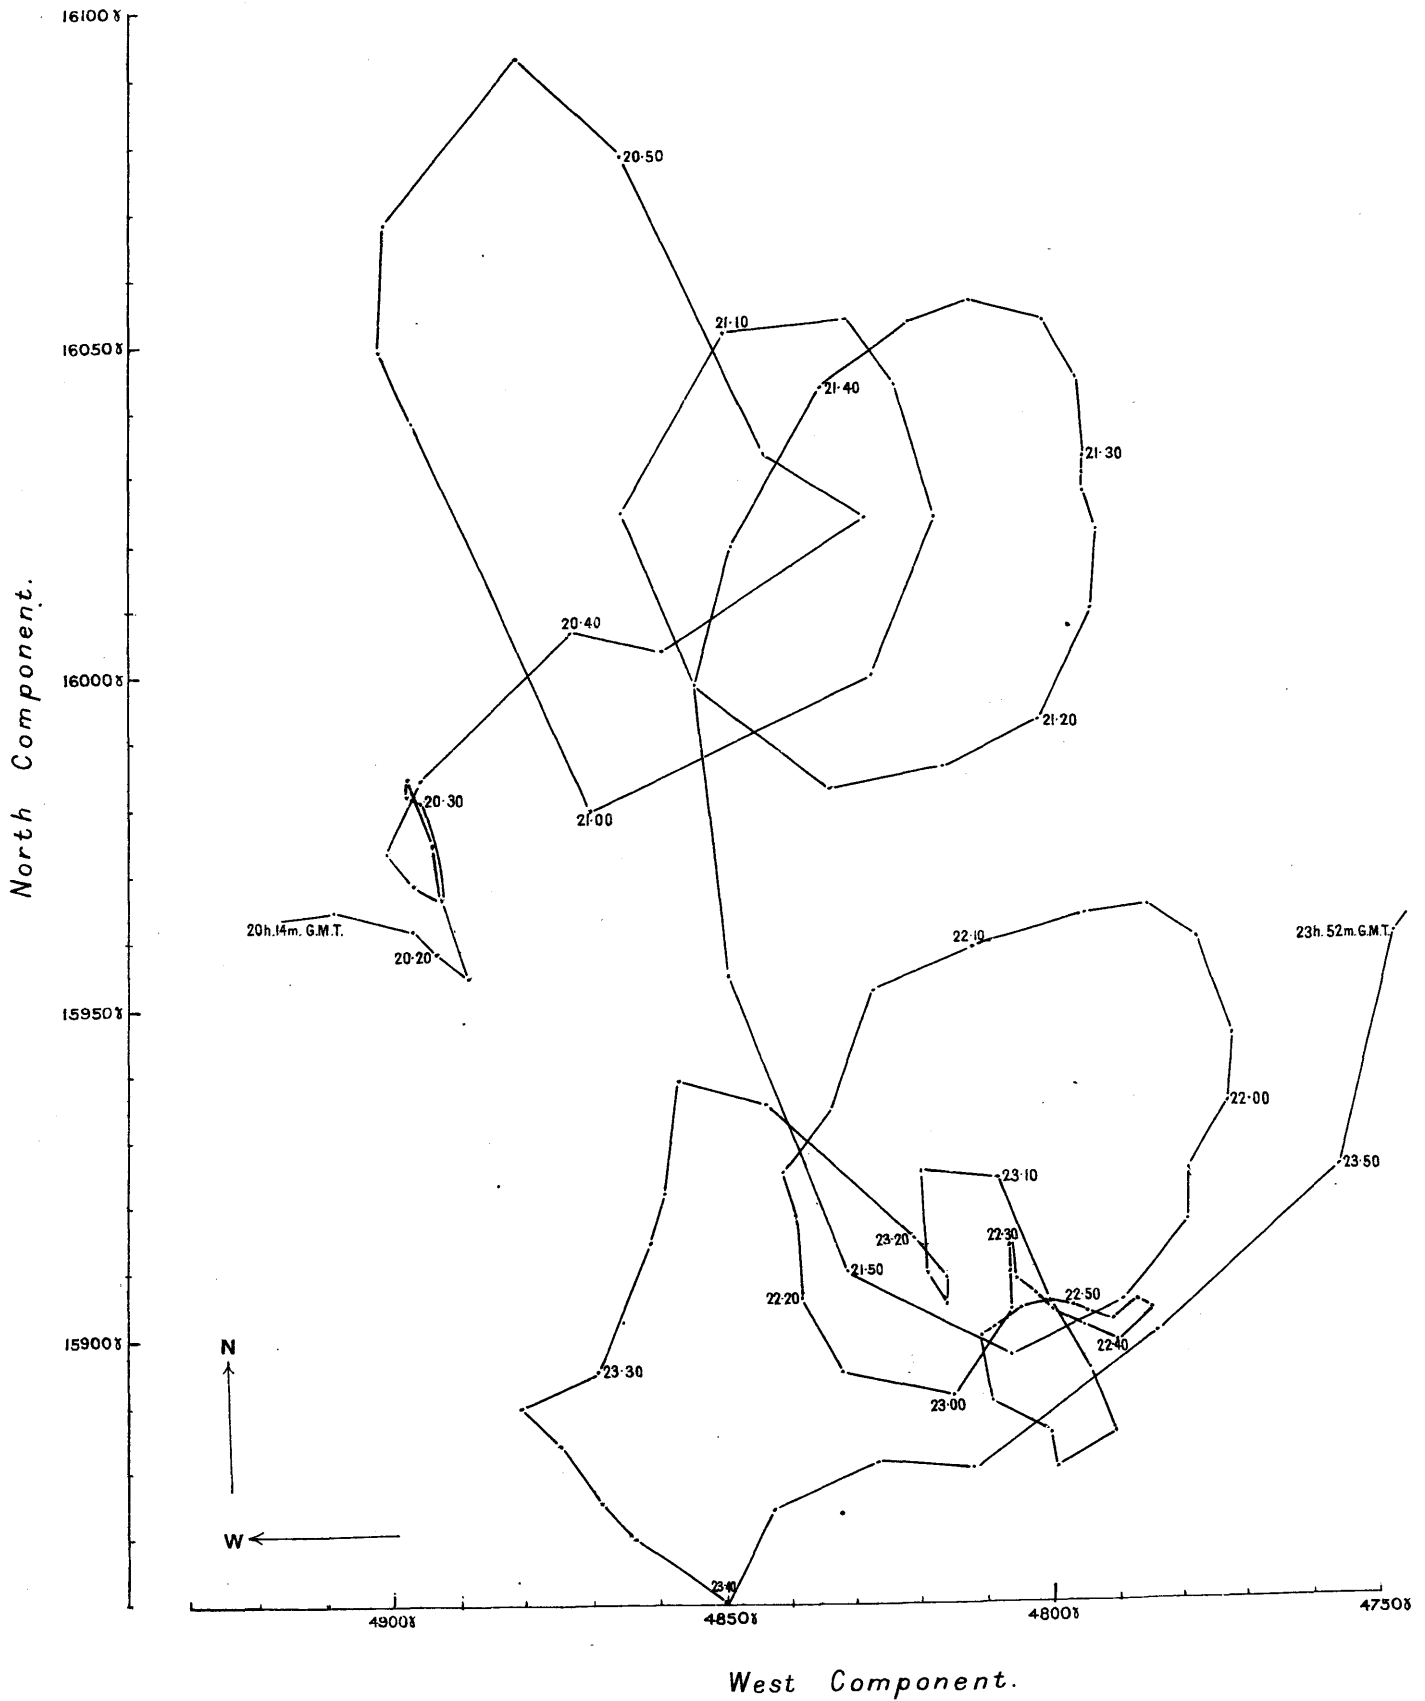 16100γ
20·50
21·10
16050γ
21·40
21·30
20·40
16000γ
21·20
20·30
21·00
20h.14m. G.M.T.
20·20
22·10
23h. 52m. G.M.T.
15950γ
22·00
23·50
23·10
23·20
22·30
21·50
22·20
22·50
22·40
15900γ
23·30
23·00
23·40
North Component.
N
W
4900γ
4850γ
4800γ
4750γ
West Component.